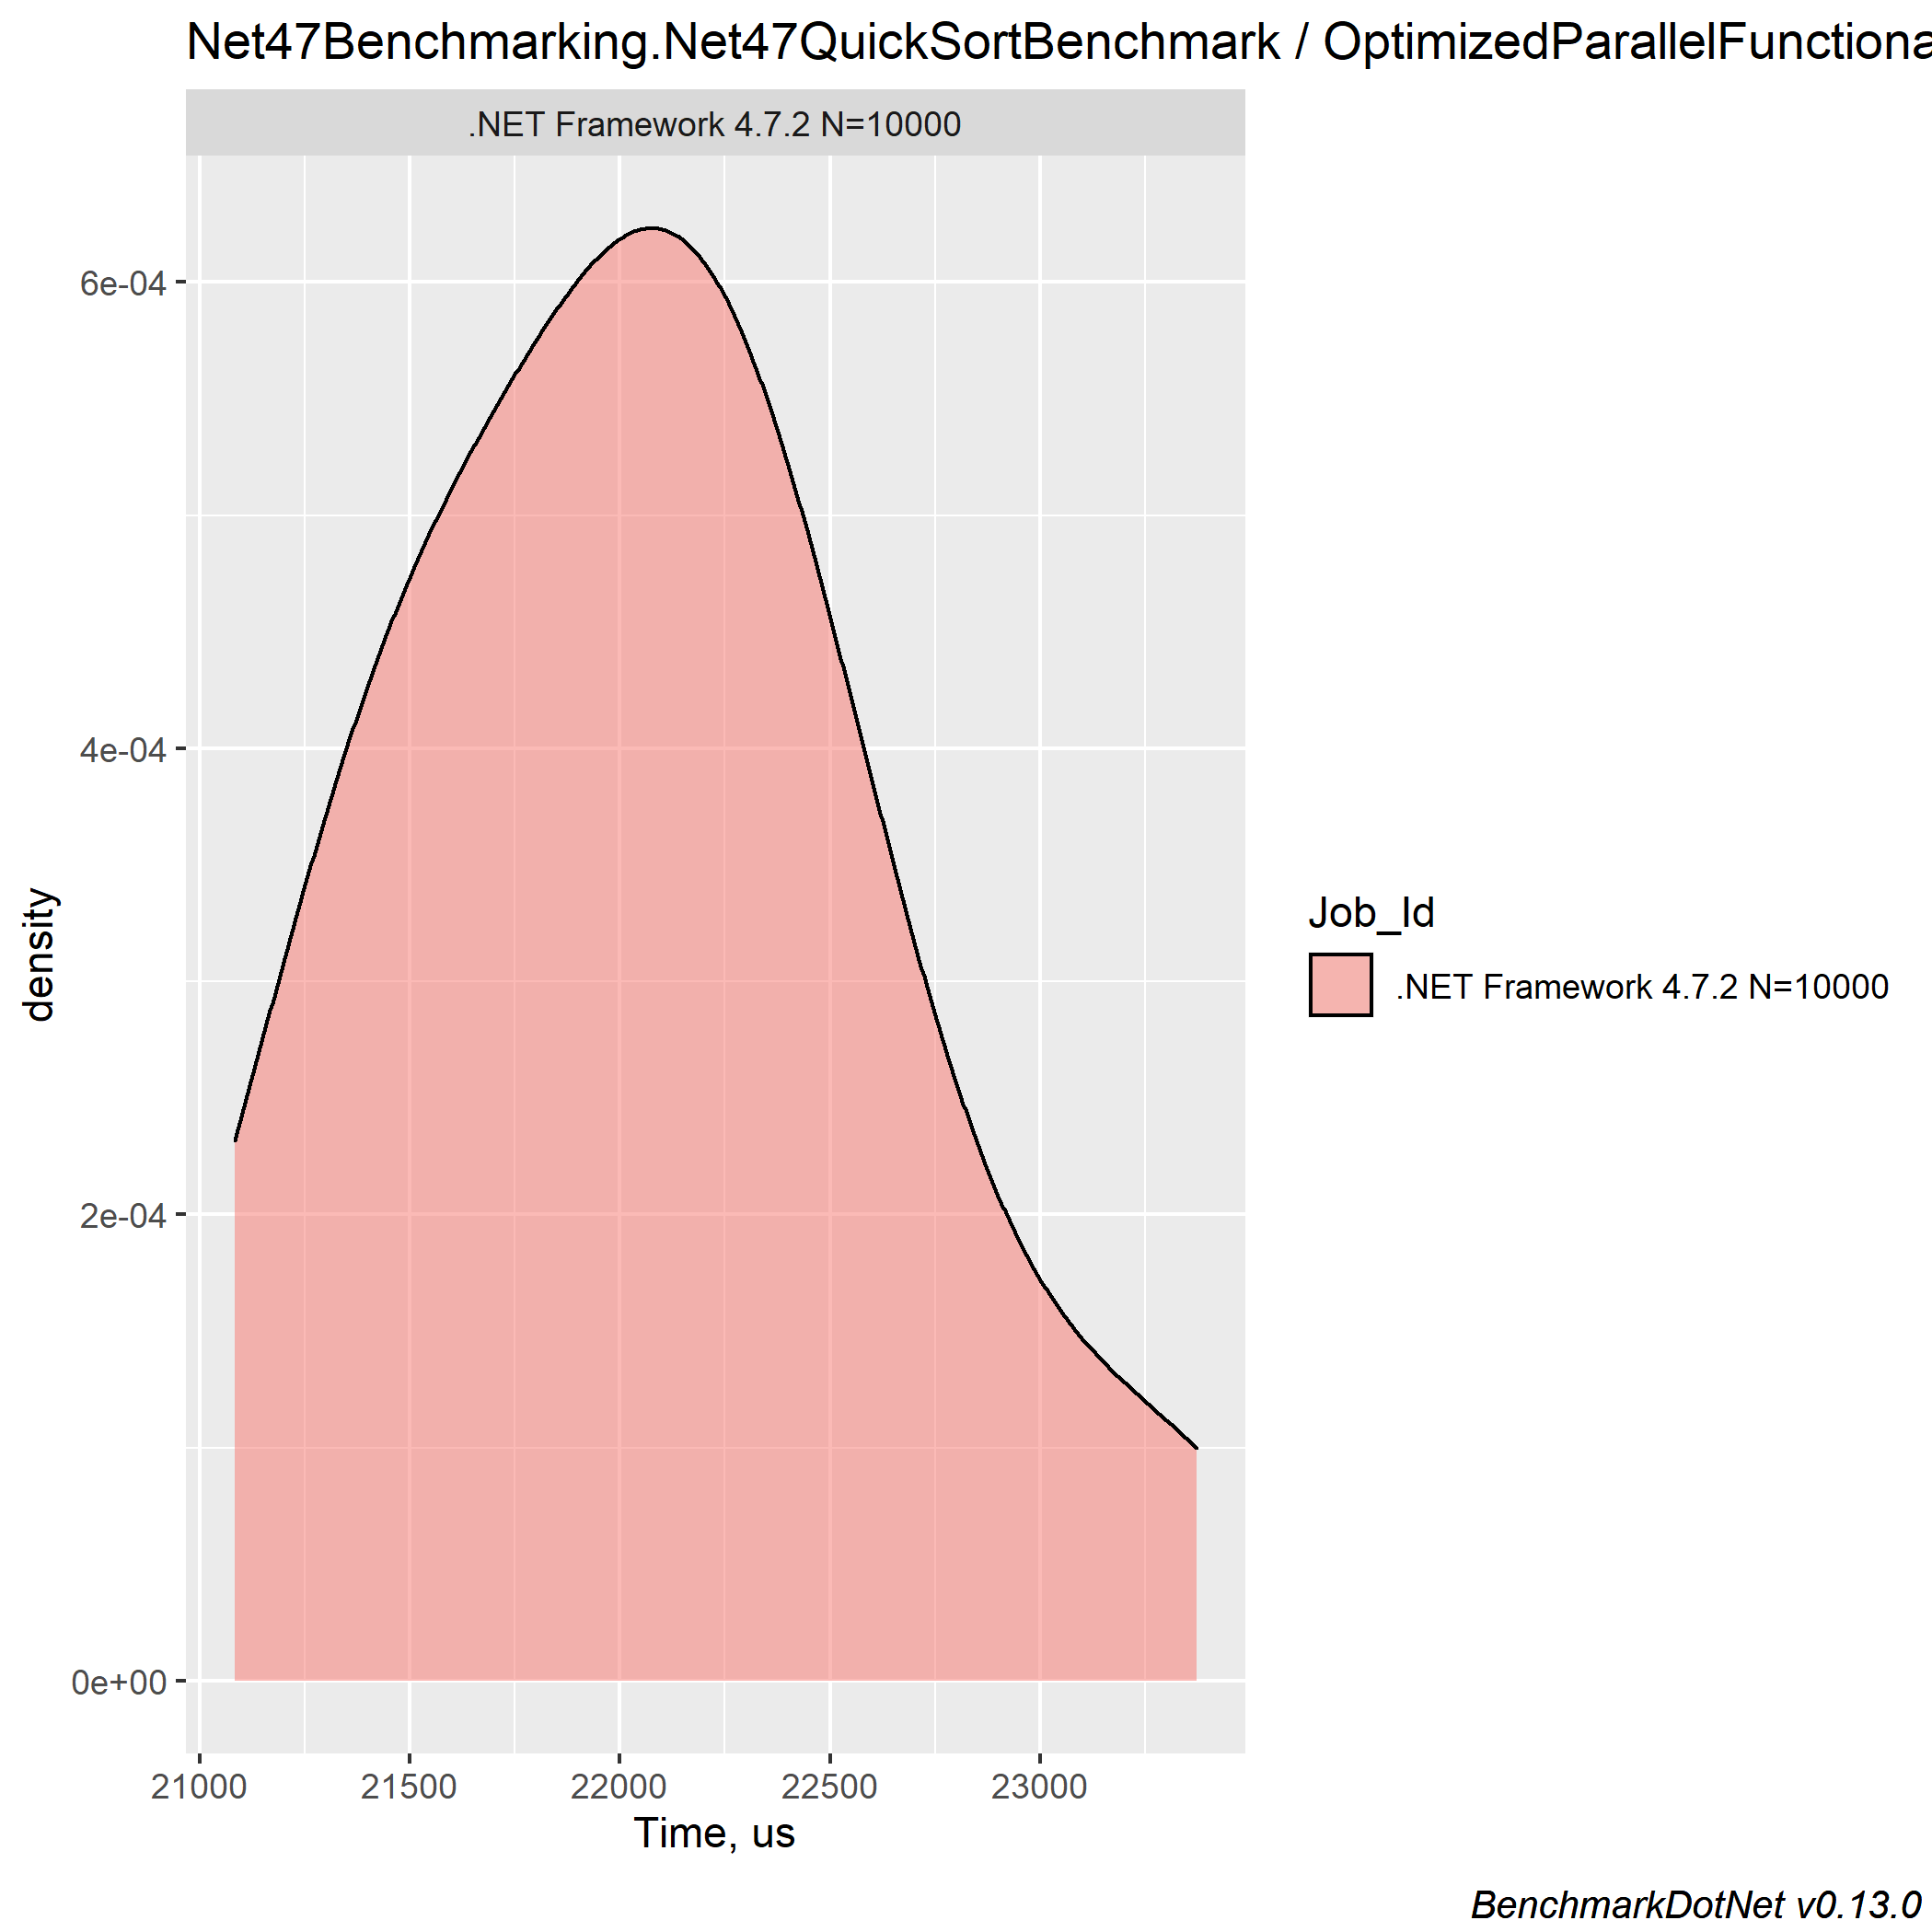 Net47Benchmarking.Net47QuickSortBenchmark / OptimizedParallelFunctiona
.NET Framework 4.7.2 N=10000
6e-04
4e-04
2e-04
0e+00
density
21000 21500 22000 22500 23000
Time, us
Job_Id
.NET Framework 4.7.2 N=10000
BenchmarkDotNet v0.13.0